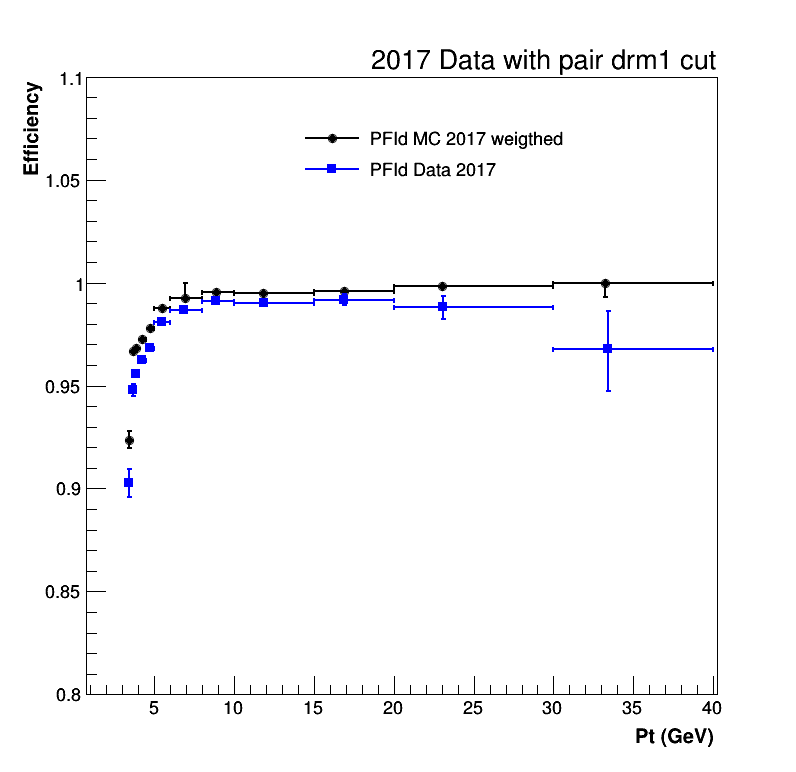 2017 Data with pair drm1 cut
Efficiency
1.1
1.05
1
0.95
0.9
0.85
0.8
PFId MC 2017 weigthed
PFId Data 2017
5 10 15 20 25 30 35 40
Pt (GeV)